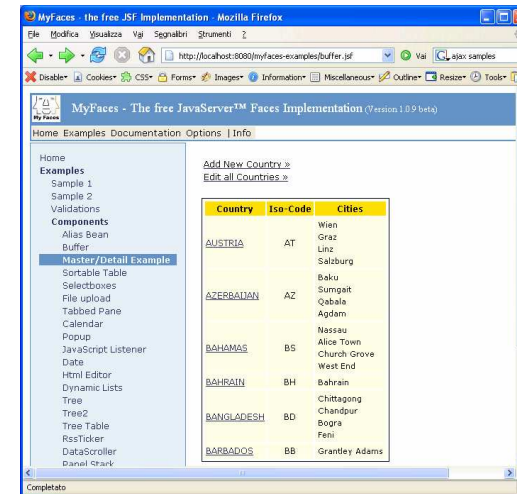 MyFaces - the free JSF Implementation - Mozilla Firefox
File Modifica Visualizza Vai Segnalibri Strumenti ?
http://localhost:8080/myfaces-examples/buffer.jsf Vai ajax samples
Disable Cookies CSS Forms Images Information Miscellaneous Outline Resize Tools
My Faces
MyFaces - The free JavaServer™ Faces Implementation (Version 1.0.9 beta)
Home Examples Documentation Options | Info
Home
Examples
Sample 1
Sample 2
Validations
Components
Alias Bean
Buffer
Master/Detail Example
Sortable Table
Selectboxes
File upload
Tabbed Pane
Calendar
Popup
JavaScript Listener
Date
Html Editor
Dynamic Lists
Tree
Tree2
Tree Table
RssTicker
DataScroller
Panel Stack
Add New Country »
Edit all Countries »
Country Iso-Code Cities
AUSTRIA AT Wien
Graz
Linz
Salzburg
AZERBAIJAN AZ Baku
Sumgait
Qabala
Agdam
BAHAMAS BS Nassau
Alice Town
Church Grove
West End
BAHRAIN BH Bahrain
BANGLADESH BD Chittagong
Chandpur
Bogra
Feni
BARBADOS BB Grantley Adams
Completato